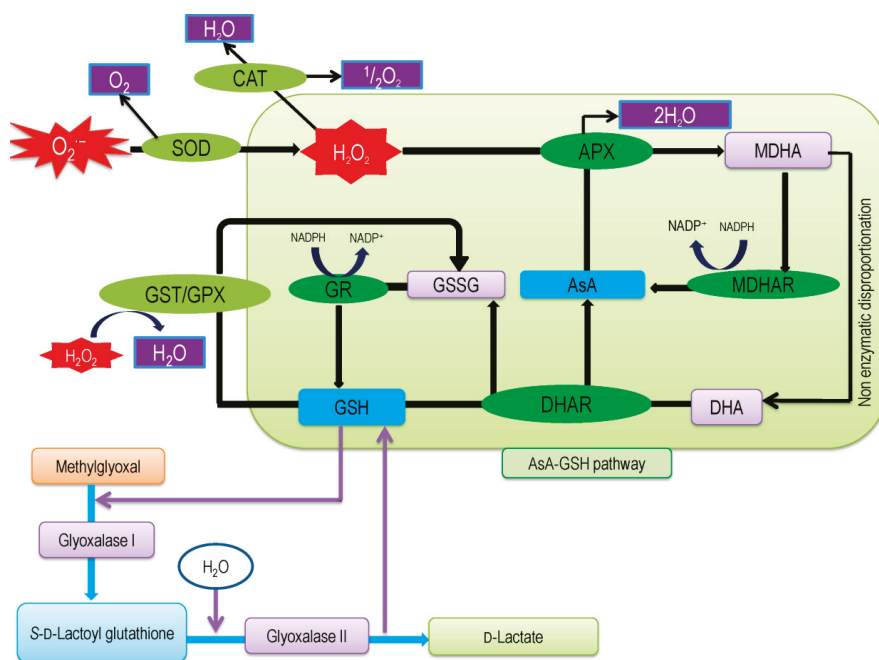 H₂O
CAT
½O₂
O₂
O₂·−
SOD
H₂O₂
APX
2H₂O
MDHA
NADPH
NADP⁺
GR
GSSG
AsA
NADP⁺
NADPH
MDHAR
Non enzymatic disproportionation
GST/GPX
H₂O₂
H₂O
GSH
DHAR
DHA
AsA-GSH pathway
Methylglyoxal
Glyoxalase I
H₂O
S-D-Lactoyl glutathione
Glyoxalase II
D-Lactate